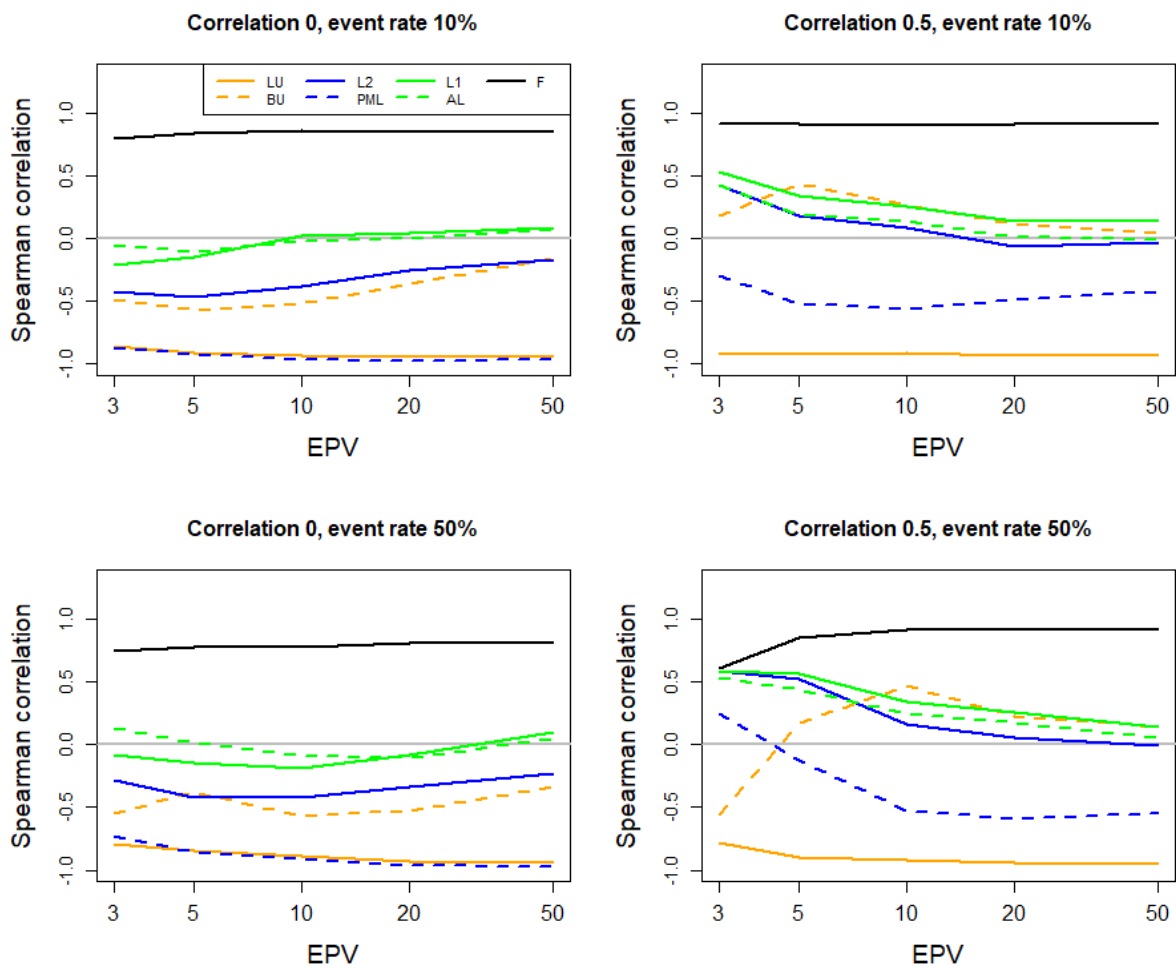 Correlation 0, event rate 10%
Spearman correlation
1.0
0.5
0.0
-0.5
-1.0
LU L2 L1 F
BU PML AL
3 5 10 20 50
EPV
Correlation 0.5, event rate 10%
Spearman correlation
1.0
0.5
0.0
-0.5
-1.0
3 5 10 20 50
EPV
Correlation 0, event rate 50%
Spearman correlation
1.0
0.5
0.0
-0.5
-1.0
3 5 10 20 50
EPV
Correlation 0.5, event rate 50%
Spearman correlation
1.0
0.5
0.0
-0.5
-1.0
3 5 10 20 50
EPV